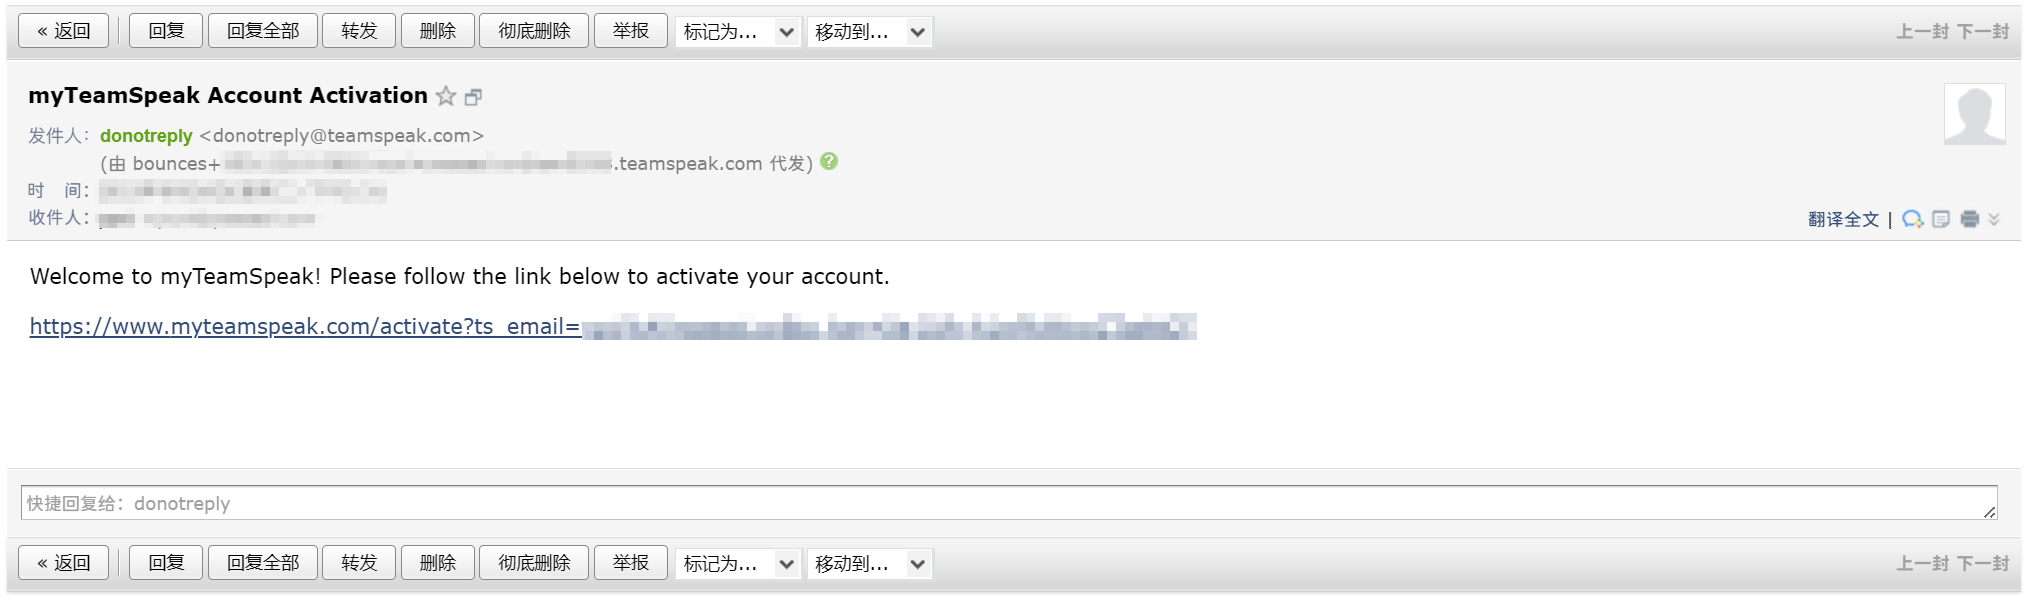 « 返回 回复 回复全部 转发 删除 彻底删除 举报 标记为... 移动到... 上一封 下一封
myTeamSpeak Account Activation
发件人： donotreply <donotreply@teamspeak.com>
(由 bounces+ .teamspeak.com 代发) ?
时 间：
收件人：
翻译全文 |
Welcome to myTeamSpeak! Please follow the link below to activate your account.
https://www.myteamspeak.com/activate?ts_email=
快捷回复给：donotreply
« 返回 回复 回复全部 转发 删除 彻底删除 举报 标记为... 移动到... 上一封 下一封